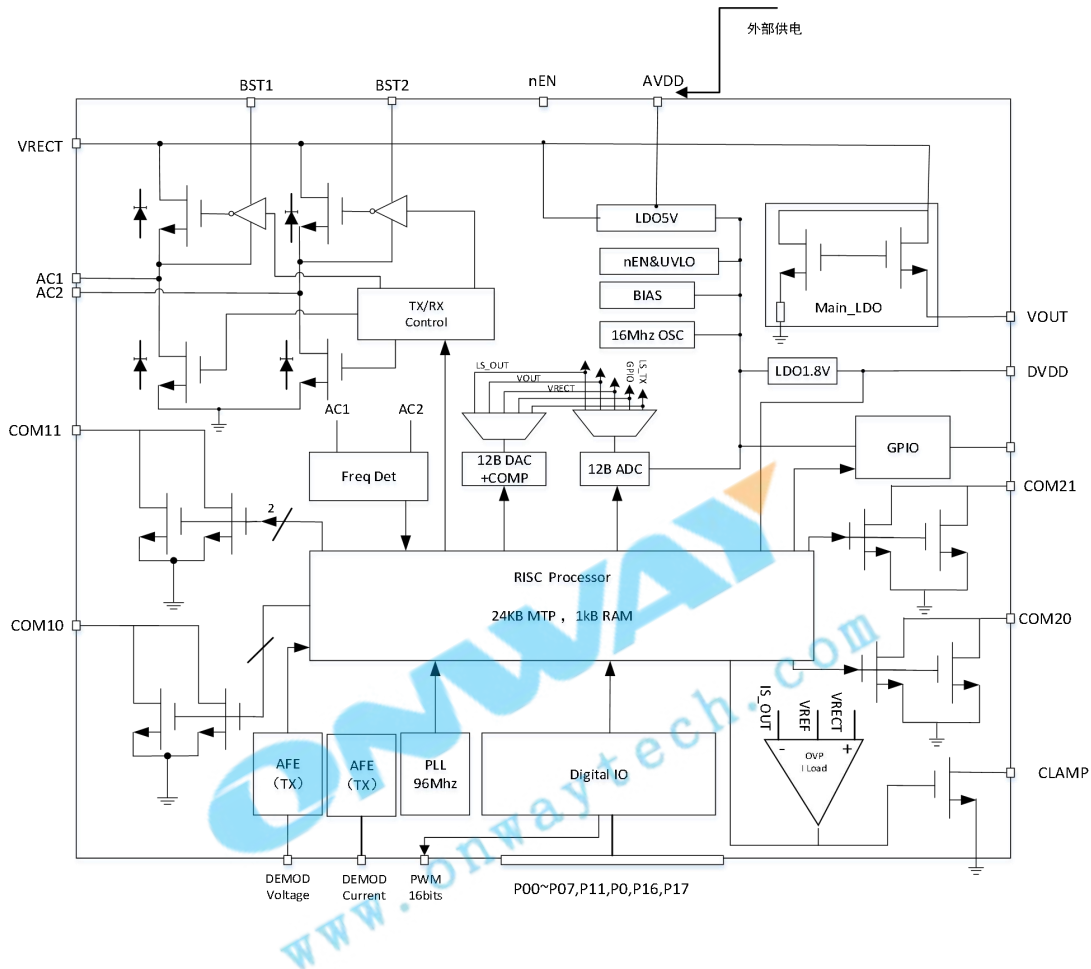 外部供电
BST1
BST2
nEN
AVDD
VRECT
LDO5V
nEN&UVLO
BIAS
16Mhz OSC
Main_LDO
VOUT
AC1
AC2
TX/RX
Control
LDO1.8V
DVDD
LS_OUT
VOUT
VRECT
GPIO
LS_TX
AC1
AC2
COM11
Freq Det
12B DAC
+COMP
12B ADC
GPIO
COM21
2
RISC Processor
24KB MTP ，1kB RAM
COM10
COM20
IS_OUT
VREF
VRECT
-
+
OVP
I Load
AFE
（TX）
AFE
（TX）
PLL
96Mhz
Digital IO
CLAMP
DEMOD
Voltage
DEMOD
Current
PWM
16bits
P00~P07,P11,P0,P16,P17
ONWAY
www.onwaytech.com